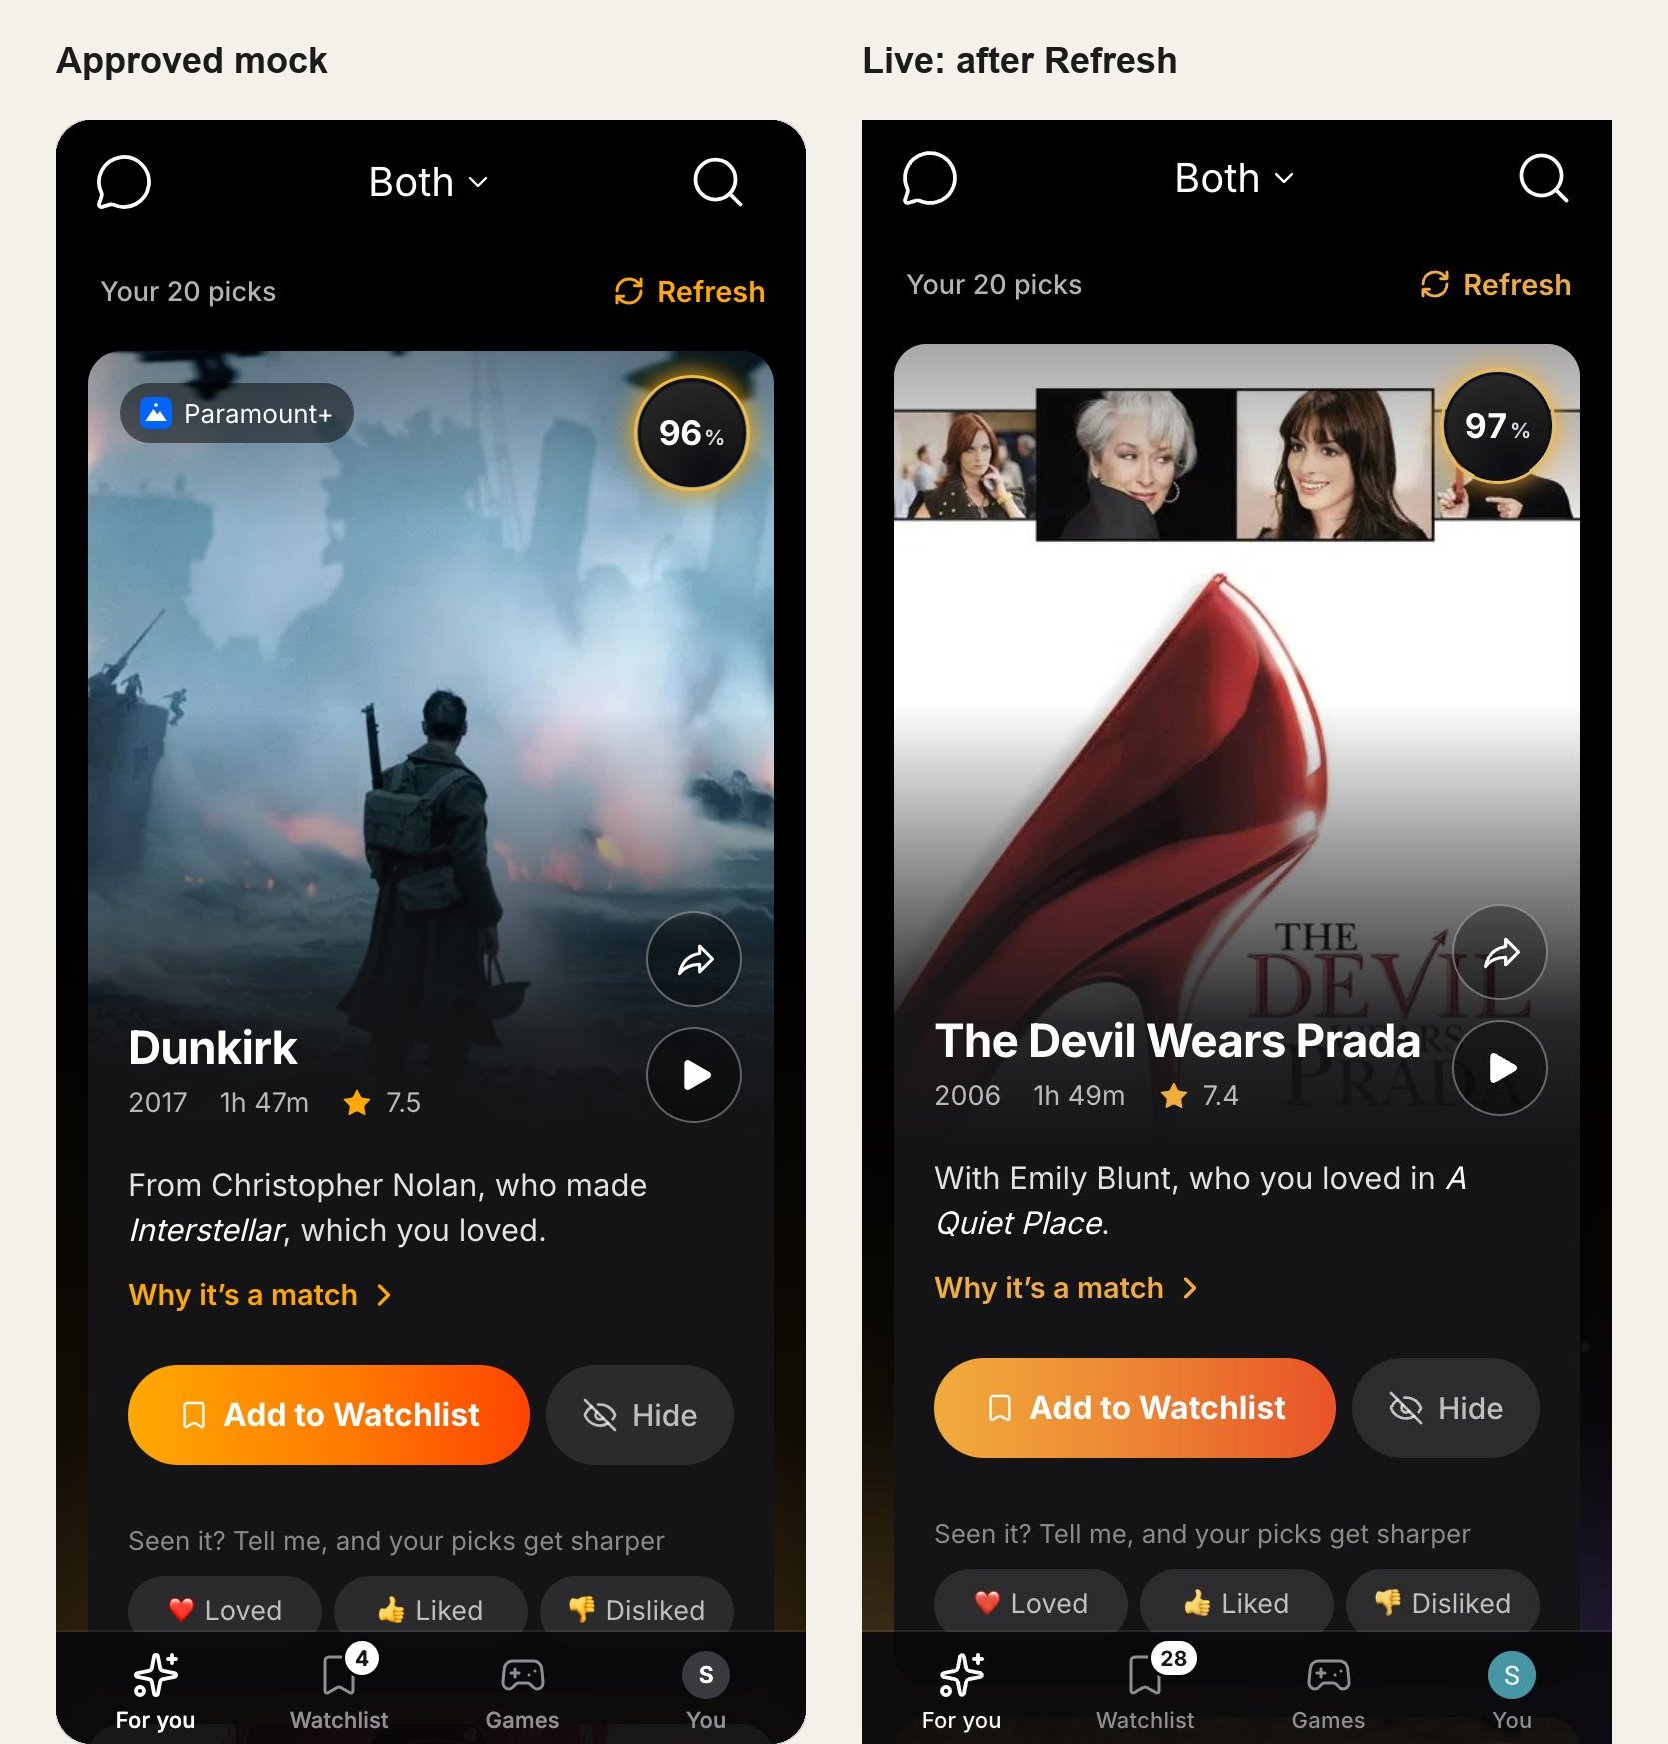 Approved mock
Both
Your 20 picks
Refresh
Paramount+
96%
Dunkirk
2017 1h 47m 7.5
From Christopher Nolan, who made
Interstellar, which you loved.
Why it’s a match
Add to Watchlist
Hide
Seen it? Tell me, and your picks get sharper
Loved
Liked
Disliked
4
S
For you
Watchlist
Games
You
Live: after Refresh
Both
Your 20 picks
Refresh
97%
THE
DEVIL
WEARS
PRADA
The Devil Wears Prada
2006 1h 49m 7.4
With Emily Blunt, who you loved in A
Quiet Place.
Why it’s a match
Add to Watchlist
Hide
Seen it? Tell me, and your picks get sharper
Loved
Liked
Disliked
28
S
For you
Watchlist
Games
You